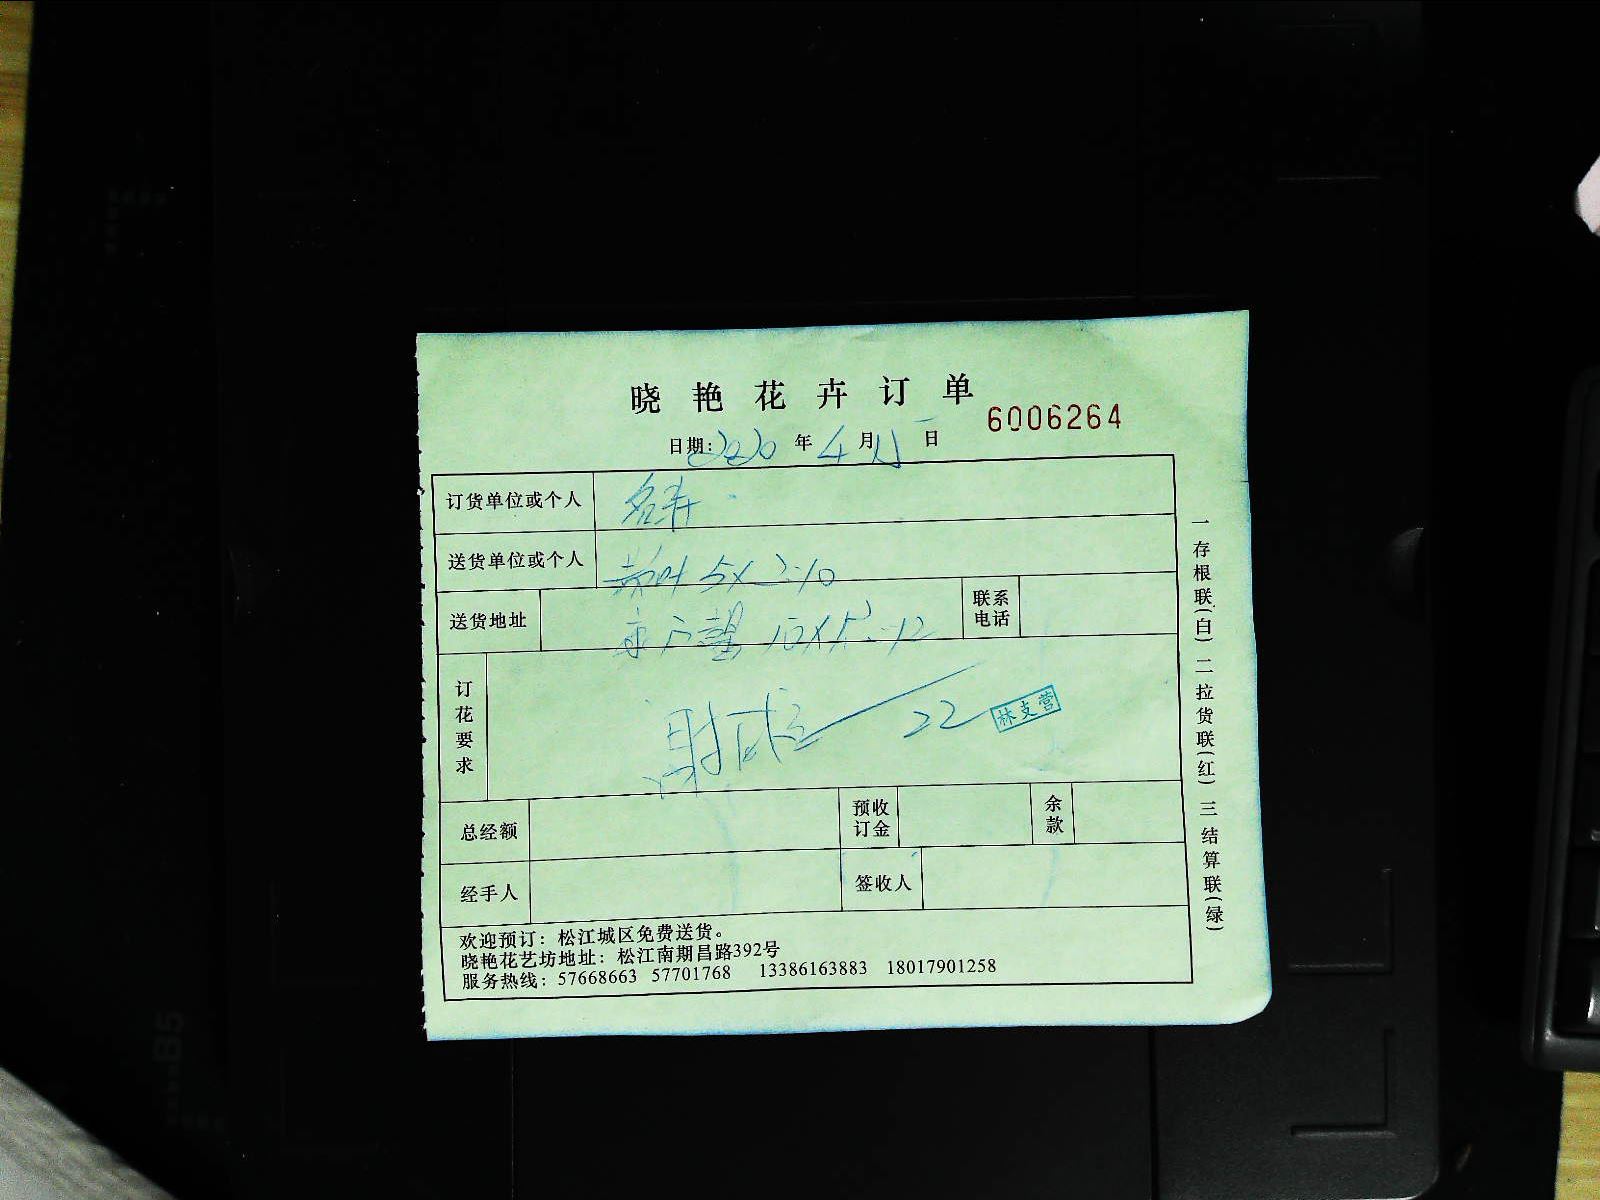 晓艳花卉订单
6006264
日期: 2020 年 4 月 日
订货单位或个人
送货单位或个人 5X2=10
送货地址
联系电话
订花要求 谢 22
林支营
总经额
预收订金
余款
经手人
签收人
欢迎预订：松江城区免费送货。
晓艳花艺坊地址：松江南期昌路392号
服务热线：57668663 57701768 13386163883 18017901258
一存根联(白) 二拉货联(红) 三结算联(绿)
B5